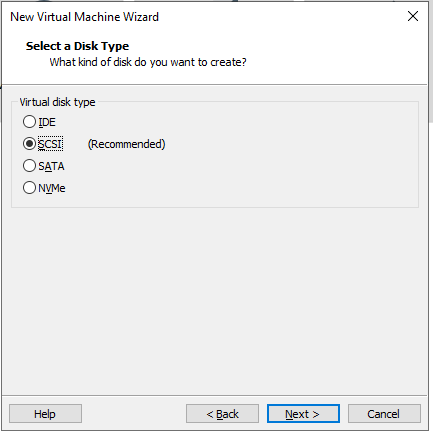 New Virtual Machine Wizard
Select a Disk Type
What kind of disk do you want to create?
Virtual disk type
IDE
SCSI (Recommended)
SATA
NVMe
Help < Back Next > Cancel